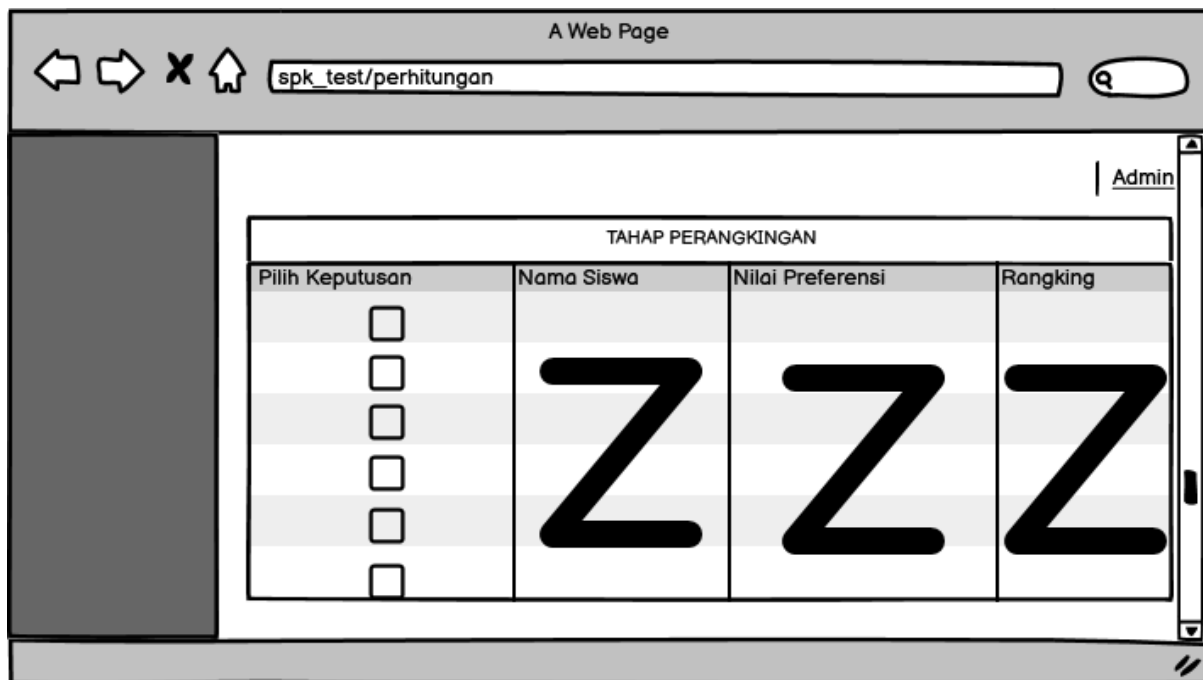 A Web Page
spk_test/perhitungan
Admin
TAHAP PERANGKINGAN
Pilih Keputusan Nama Siswa Nilai Preferensi Rangking
Z Z Z